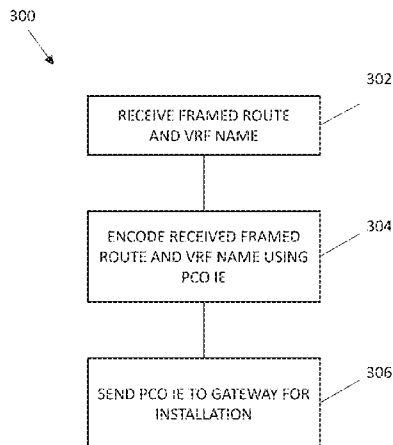 300
302
RECEIVE FRAMED ROUTE
AND VRF NAME
304
ENCODE RECEIVED FRAMED
ROUTE AND VRF NAME USING
PCO IE
306
SEND PCO IE TO GATEWAY FOR
INSTALLATION